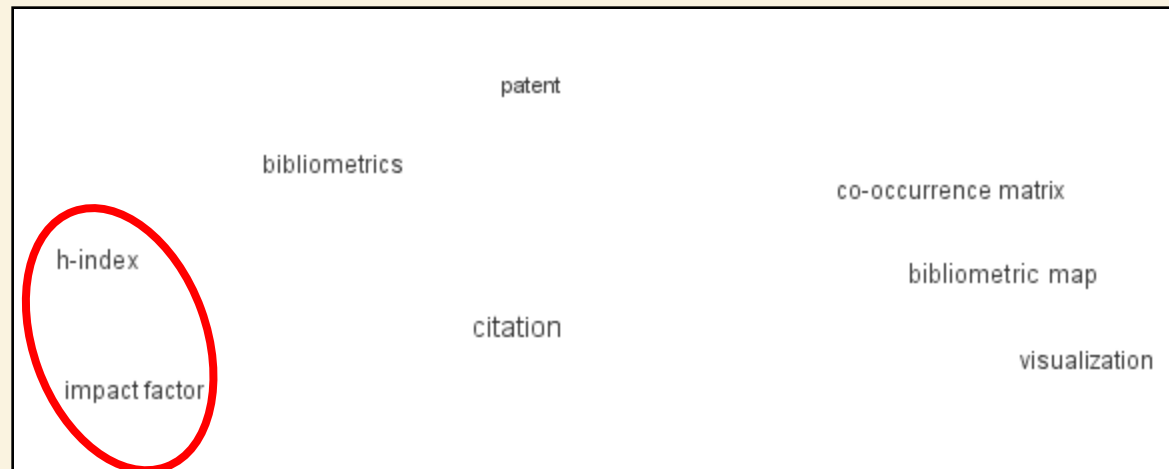 patent
bibliometrics
co-occurrence matrix
h-index
bibliometric map
citation
visualization
impact factor